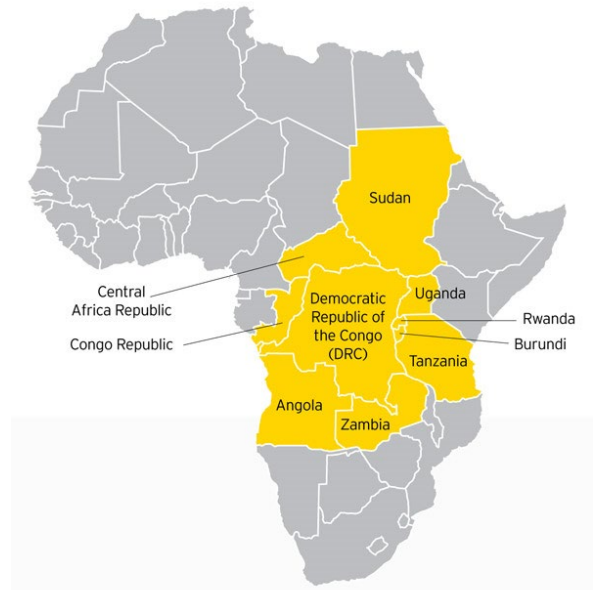 Sudan
Central
Africa Republic
Democratic
Republic of
the Congo
(DRC)
Uganda
Rwanda
Congo Republic
Burundi
Tanzania
Angola
Zambia